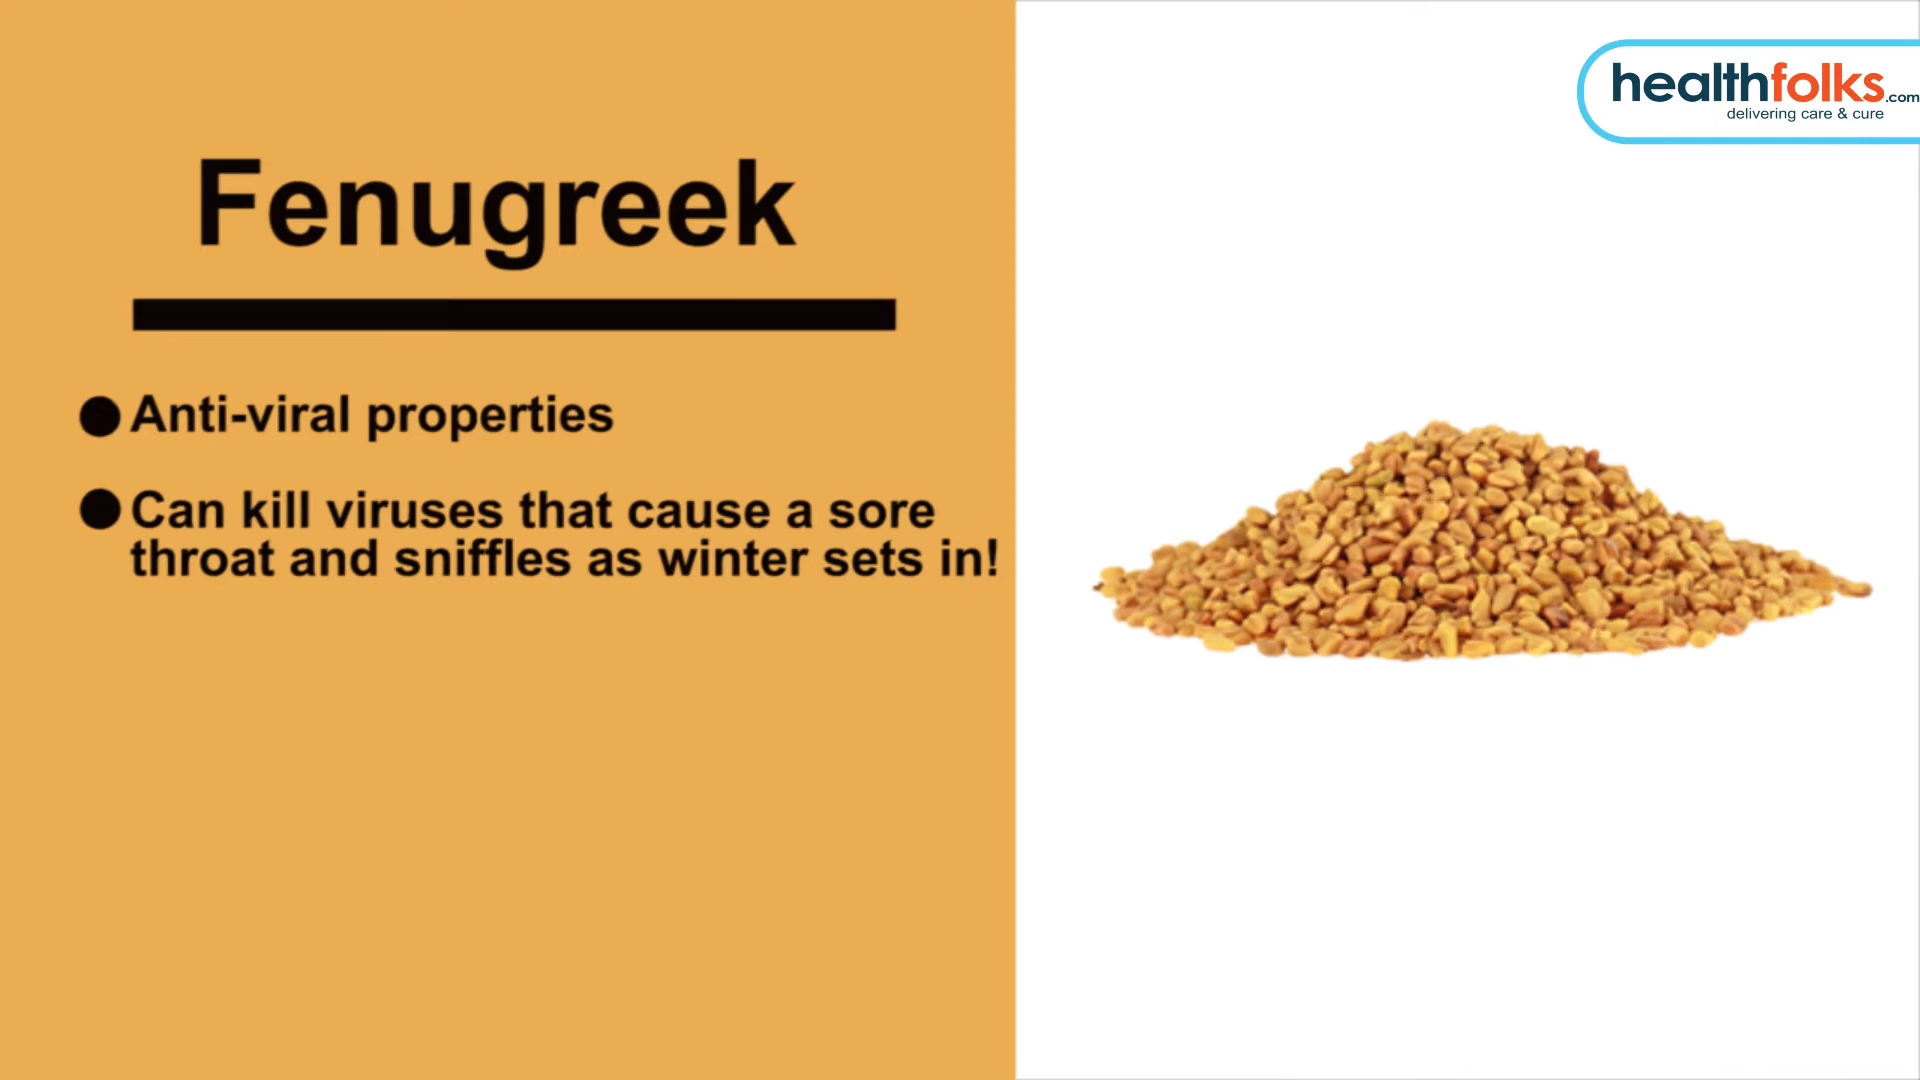 healthfolks.com
delivering care & cure
Fenugreek
Anti-viral properties
Can kill viruses that cause a sore
throat and sniffles as winter sets in!